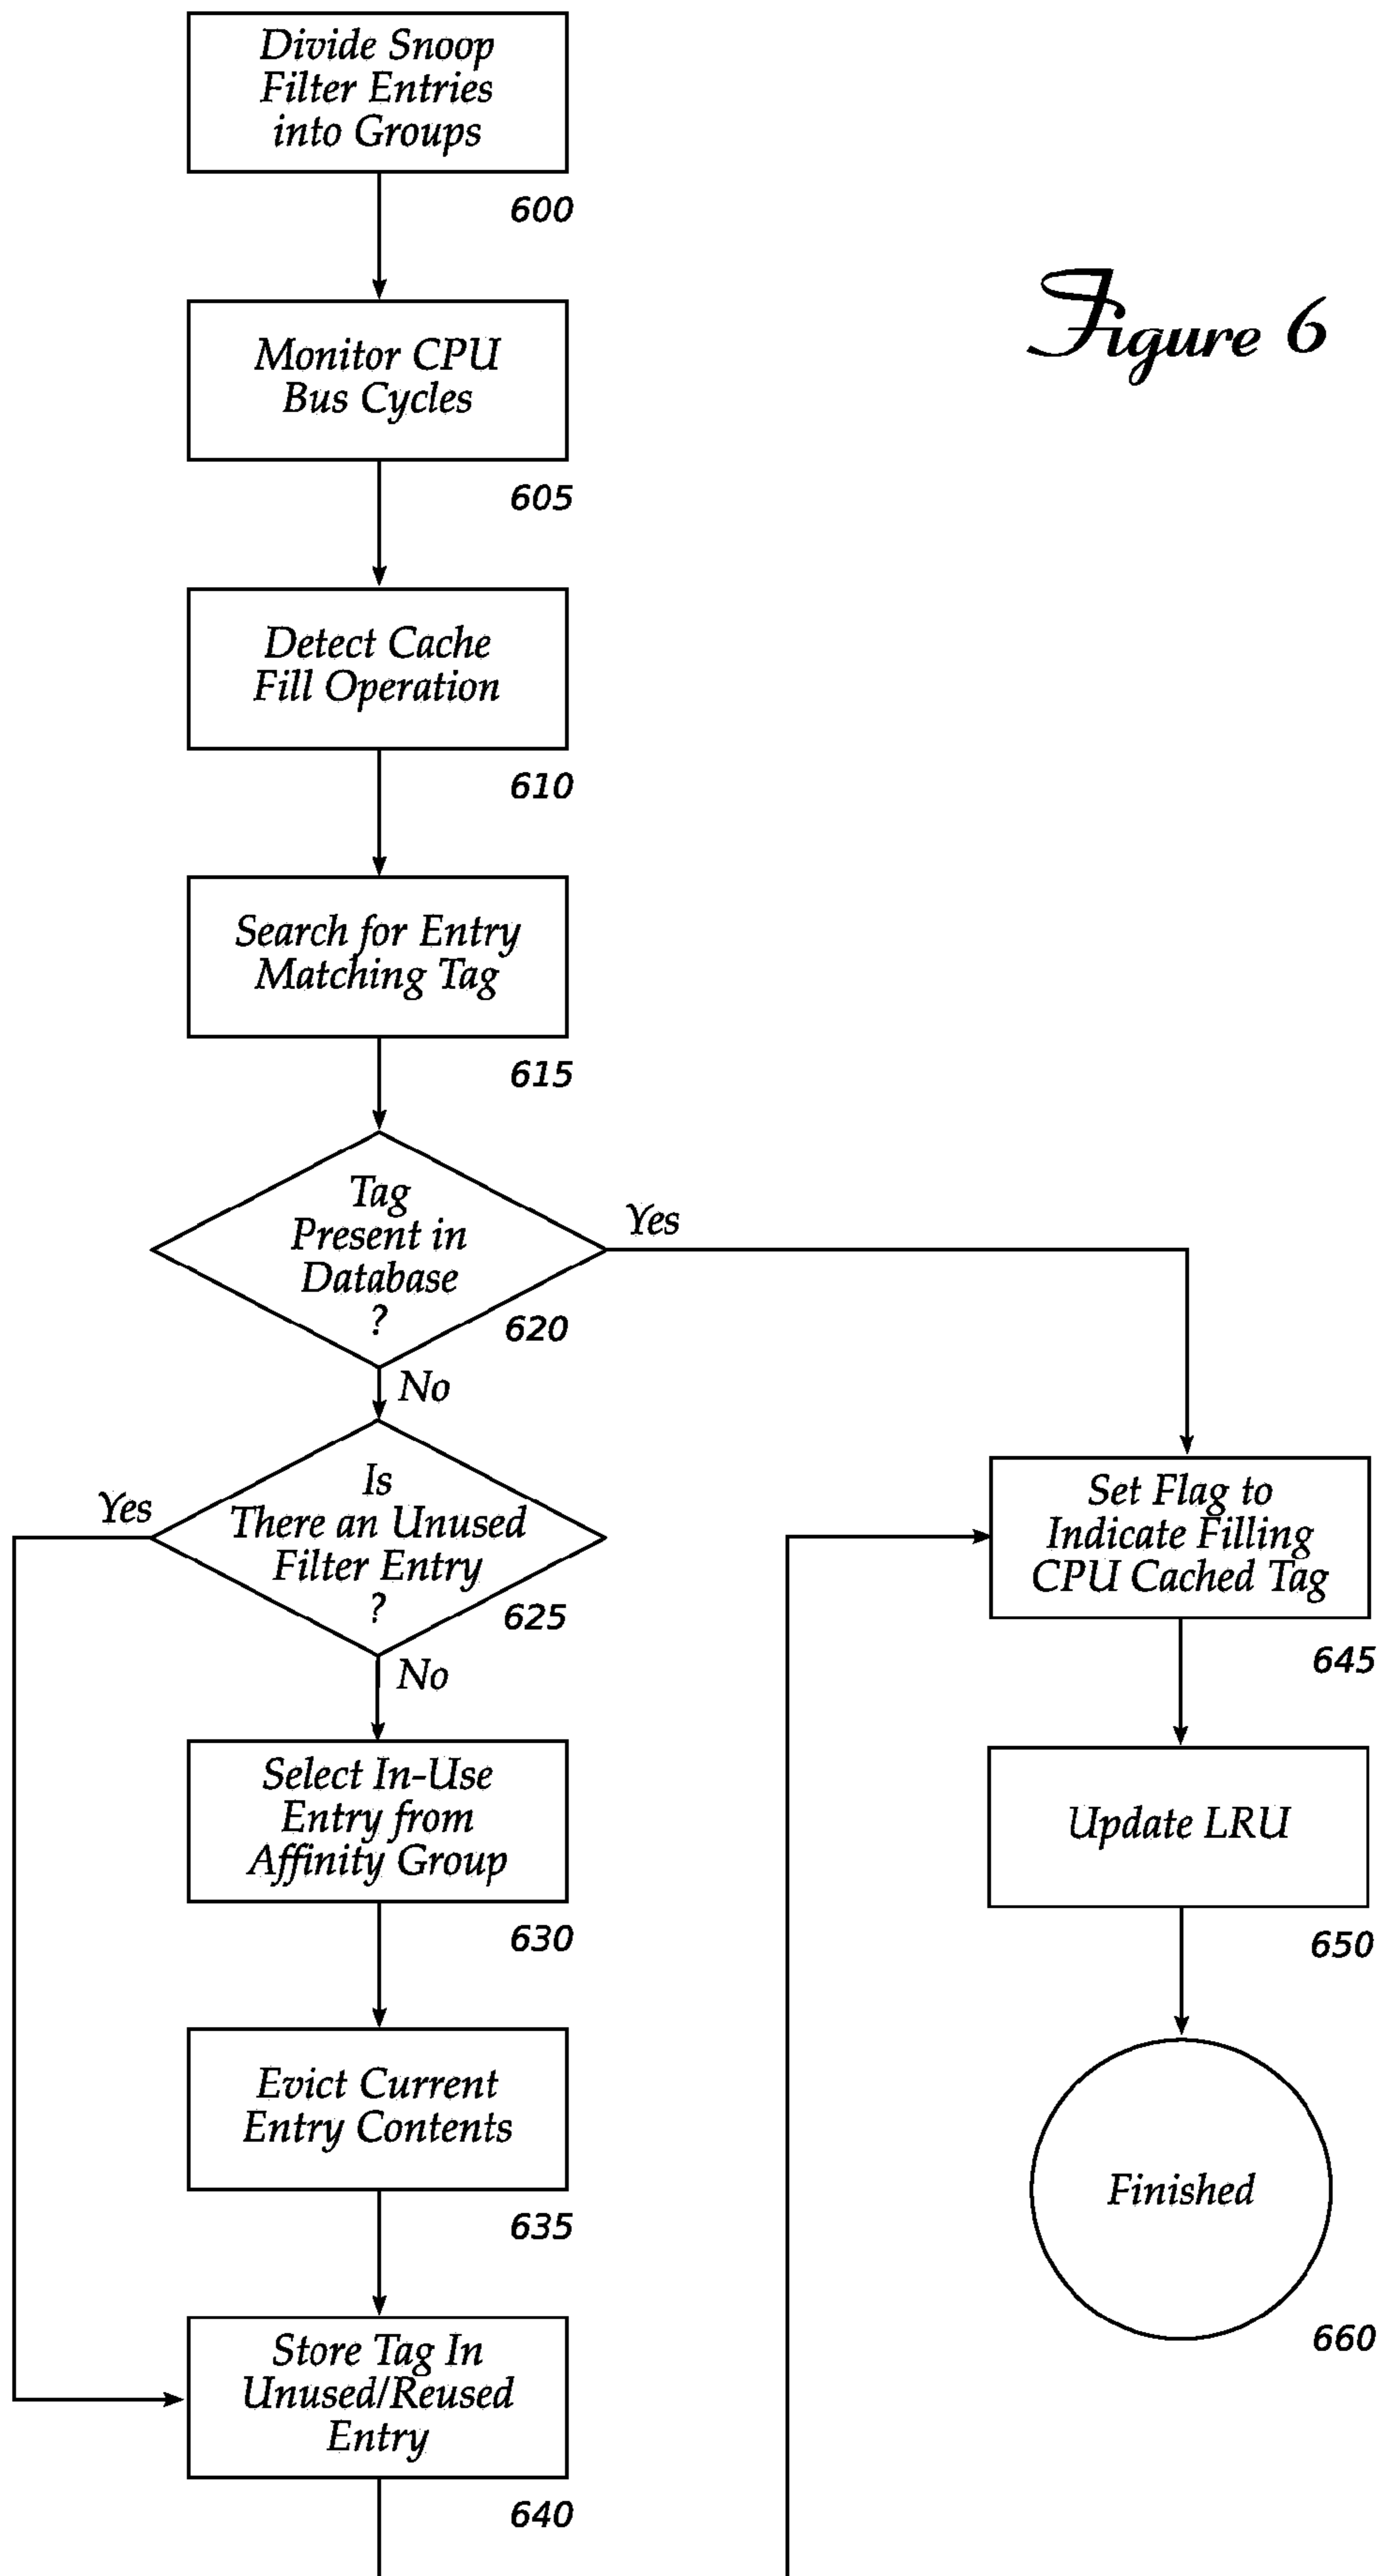 Divide Snoop
Filter Entries
into Groups
600
Figure 6
Monitor CPU
Bus Cycles
605
Detect Cache
Fill Operation
610
Search for Entry
Matching Tag
615
Tag
Present in
Database
?
620
Yes
No
Is
There an Unused
Filter Entry
?
625
Yes
No
Select In-Use
Entry from
Affinity Group
630
Evict Current
Entry Contents
635
Store Tag In
Unused/Reused
Entry
640
Set Flag to
Indicate Filling
CPU Cached Tag
645
Update LRU
650
Finished
660